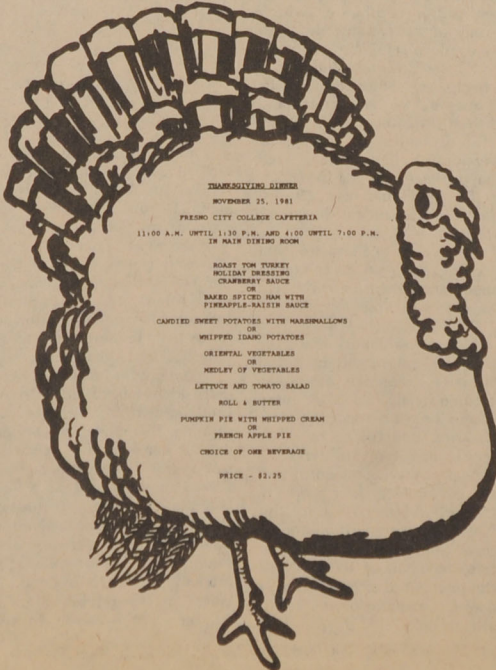 THANKSGIVING DINNER
NOVEMBER 25, 1981
FRESNO CITY COLLEGE CAFETERIA
11:00 A.M. UNTIL 1:30 P.M. AND 4:00 UNTIL 7:00 P.M.
IN MAIN DINING ROOM
ROAST TOM TURKEY
HOLIDAY DRESSING
CRANBERRY SAUCE
OR
BAKED SPICED HAM WITH
PINEAPPLE-RAISIN SAUCE
CANDIED SWEET POTATOES WITH MARSHMALLOWS
OR
WHIPPED IDAHO POTATOES
ORIENTAL VEGETABLES
OR
MEDLEY OF VEGETABLES
LETTUCE AND TOMATO SALAD
ROLL & BUTTER
PUMPKIN PIE WITH WHIPPED CREAM
OR
FRENCH APPLE PIE
CHOICE OF ONE BEVERAGE
PRICE - $2.25